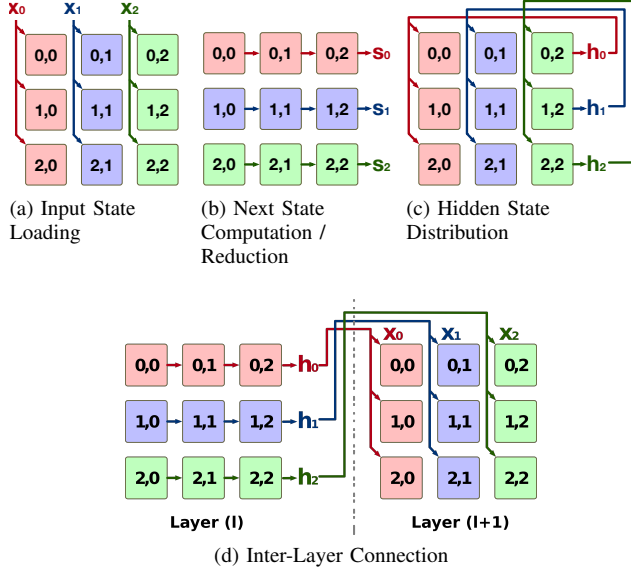 x₀ x₁ x₂
0,0 0,1 0,2
1,0 1,1 1,2
2,0 2,1 2,2
(a) Input State
Loading
0,0 0,1 0,2 s₀
1,0 1,1 1,2 s₁
2,0 2,1 2,2 s₂
(b) Next State
Computation /
Reduction
0,0 0,1 0,2 h₀
1,0 1,1 1,2 h₁
2,0 2,1 2,2 h₂
(c) Hidden State
Distribution
x₀ x₁ x₂
0,0 0,1 0,2 h₀ 0,0 0,1 0,2
1,0 1,1 1,2 h₁ 1,0 1,1 1,2
2,0 2,1 2,2 h₂ 2,0 2,1 2,2
Layer (l) Layer (l+1)
(d) Inter-Layer Connection